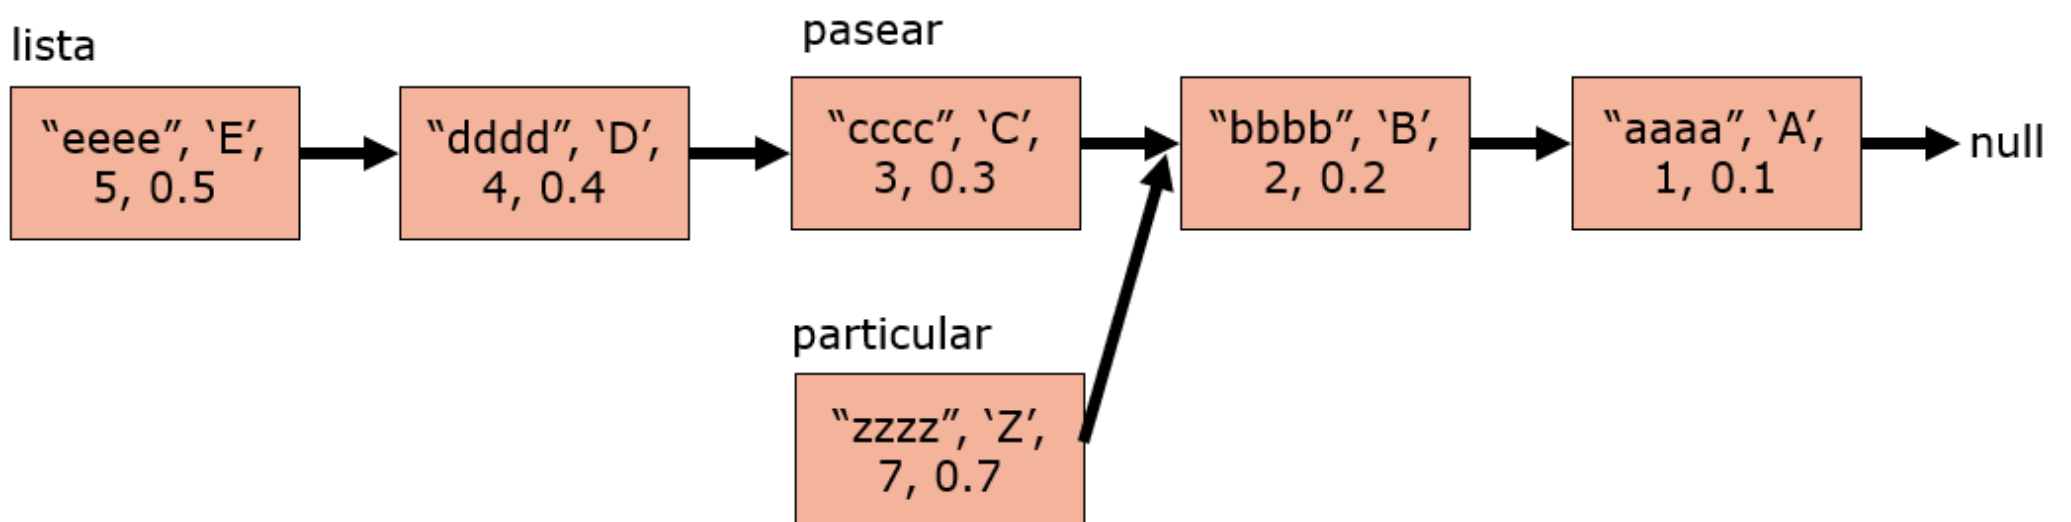 lista
pasear
“eeee”, ‘E’,
5, 0.5
“dddd”, ‘D’,
4, 0.4
“cccc”, ‘C’,
3, 0.3
“bbbb”, ‘B’,
2, 0.2
“aaaa”, ‘A’,
1, 0.1
null
particular
“zzzz”, ‘Z’,
7, 0.7